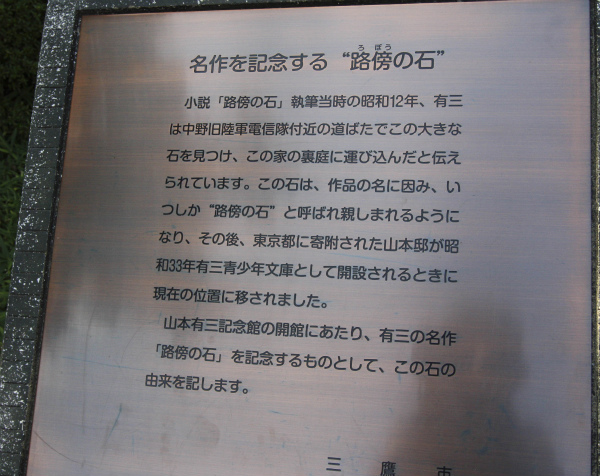 名作を記念する“路傍の石”
ろ ぼう
小説「路傍の石」執筆当時の昭和12年、有三
は中野旧陸軍電信隊付近の道ばたでこの大きな
石を見つけ、この家の裏庭に運び込んだと伝え
られています。この石は、作品の名に因み、い
つしか“路傍の石”と呼ばれ親しまれるように
なり、その後、東京都に寄附された山本邸が昭
和33年有三青少年文庫として開設されるときに
現在の位置に移されました。
山本有三記念館の開館にあたり、有三の名作
「路傍の石」を記念するものとして、この石の
由来を記します。
三鷹市